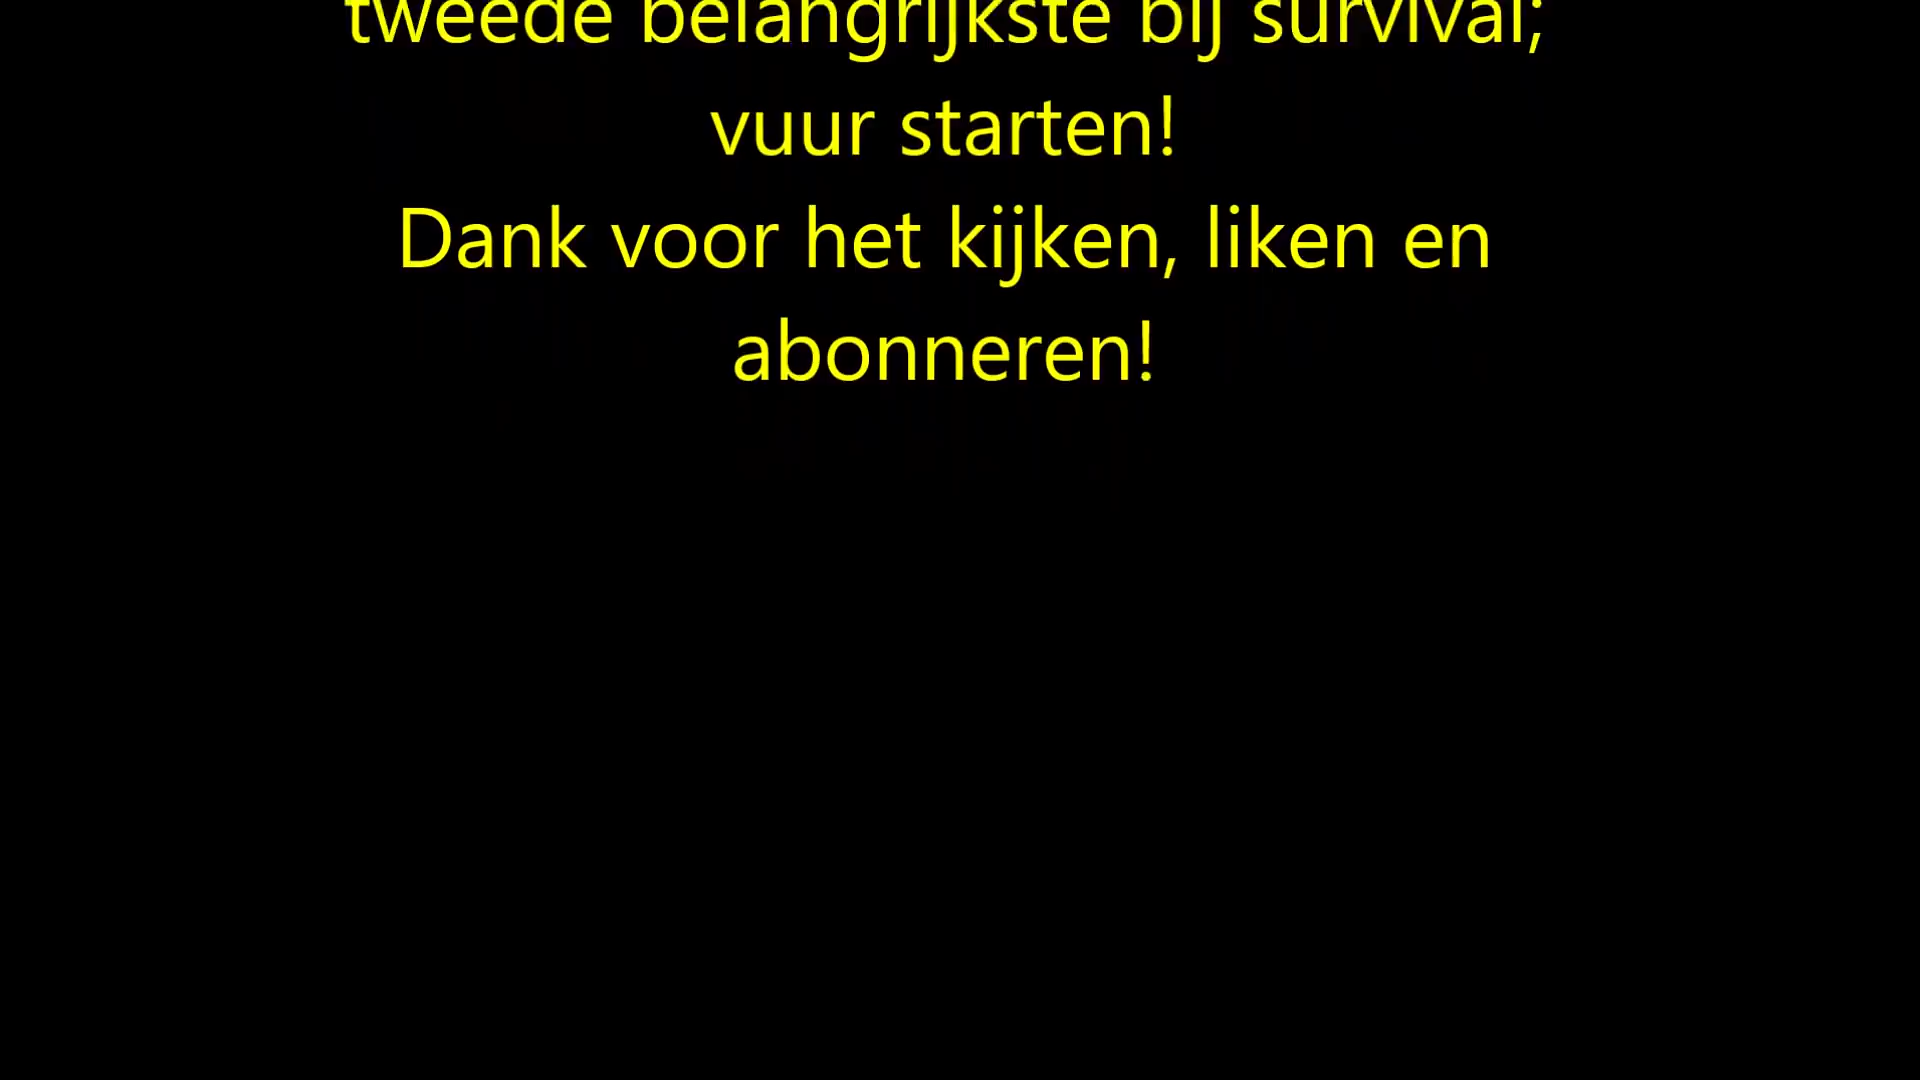 tweede belangrijkste bij survival;
vuur starten!
Dank voor het kijken, liken en
abonneren!